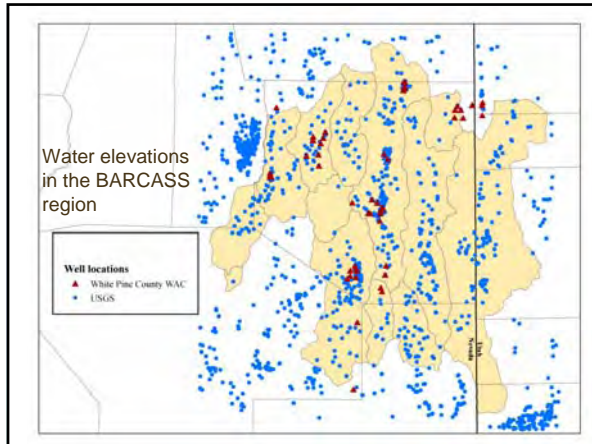 Water elevations
in the BARCASS
region
Well locations
White Pine County WAC
USGS
Utah
Nevada